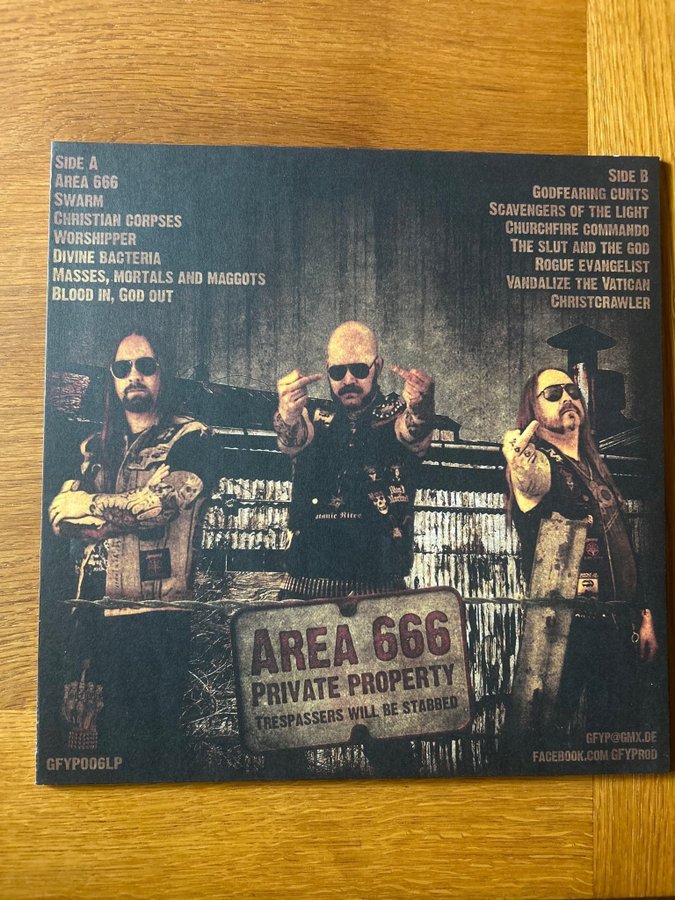 SIDE A
AREA 666
SWARM
CHRISTIAN CORPSES
WORSHIPPER
DIVINE BACTERIA
MASSES, MORTALS AND MAGGOTS
BLOOD IN, GOD OUT
SIDE B
GODFEARING CUNTS
SCAVENGERS OF THE LIGHT
CHURCHFIRE COMMANDO
THE SLUT AND THE GOD
ROGUE EVANGELIST
VANDALIZE THE VATICAN
CHRISTCRAWLER
AREA 666
PRIVATE PROPERTY
TRESPASSERS WILL BE STABBED
GFYP006LP
GFYP@GMX.DE
FACEBOOK.COM GFYPROD